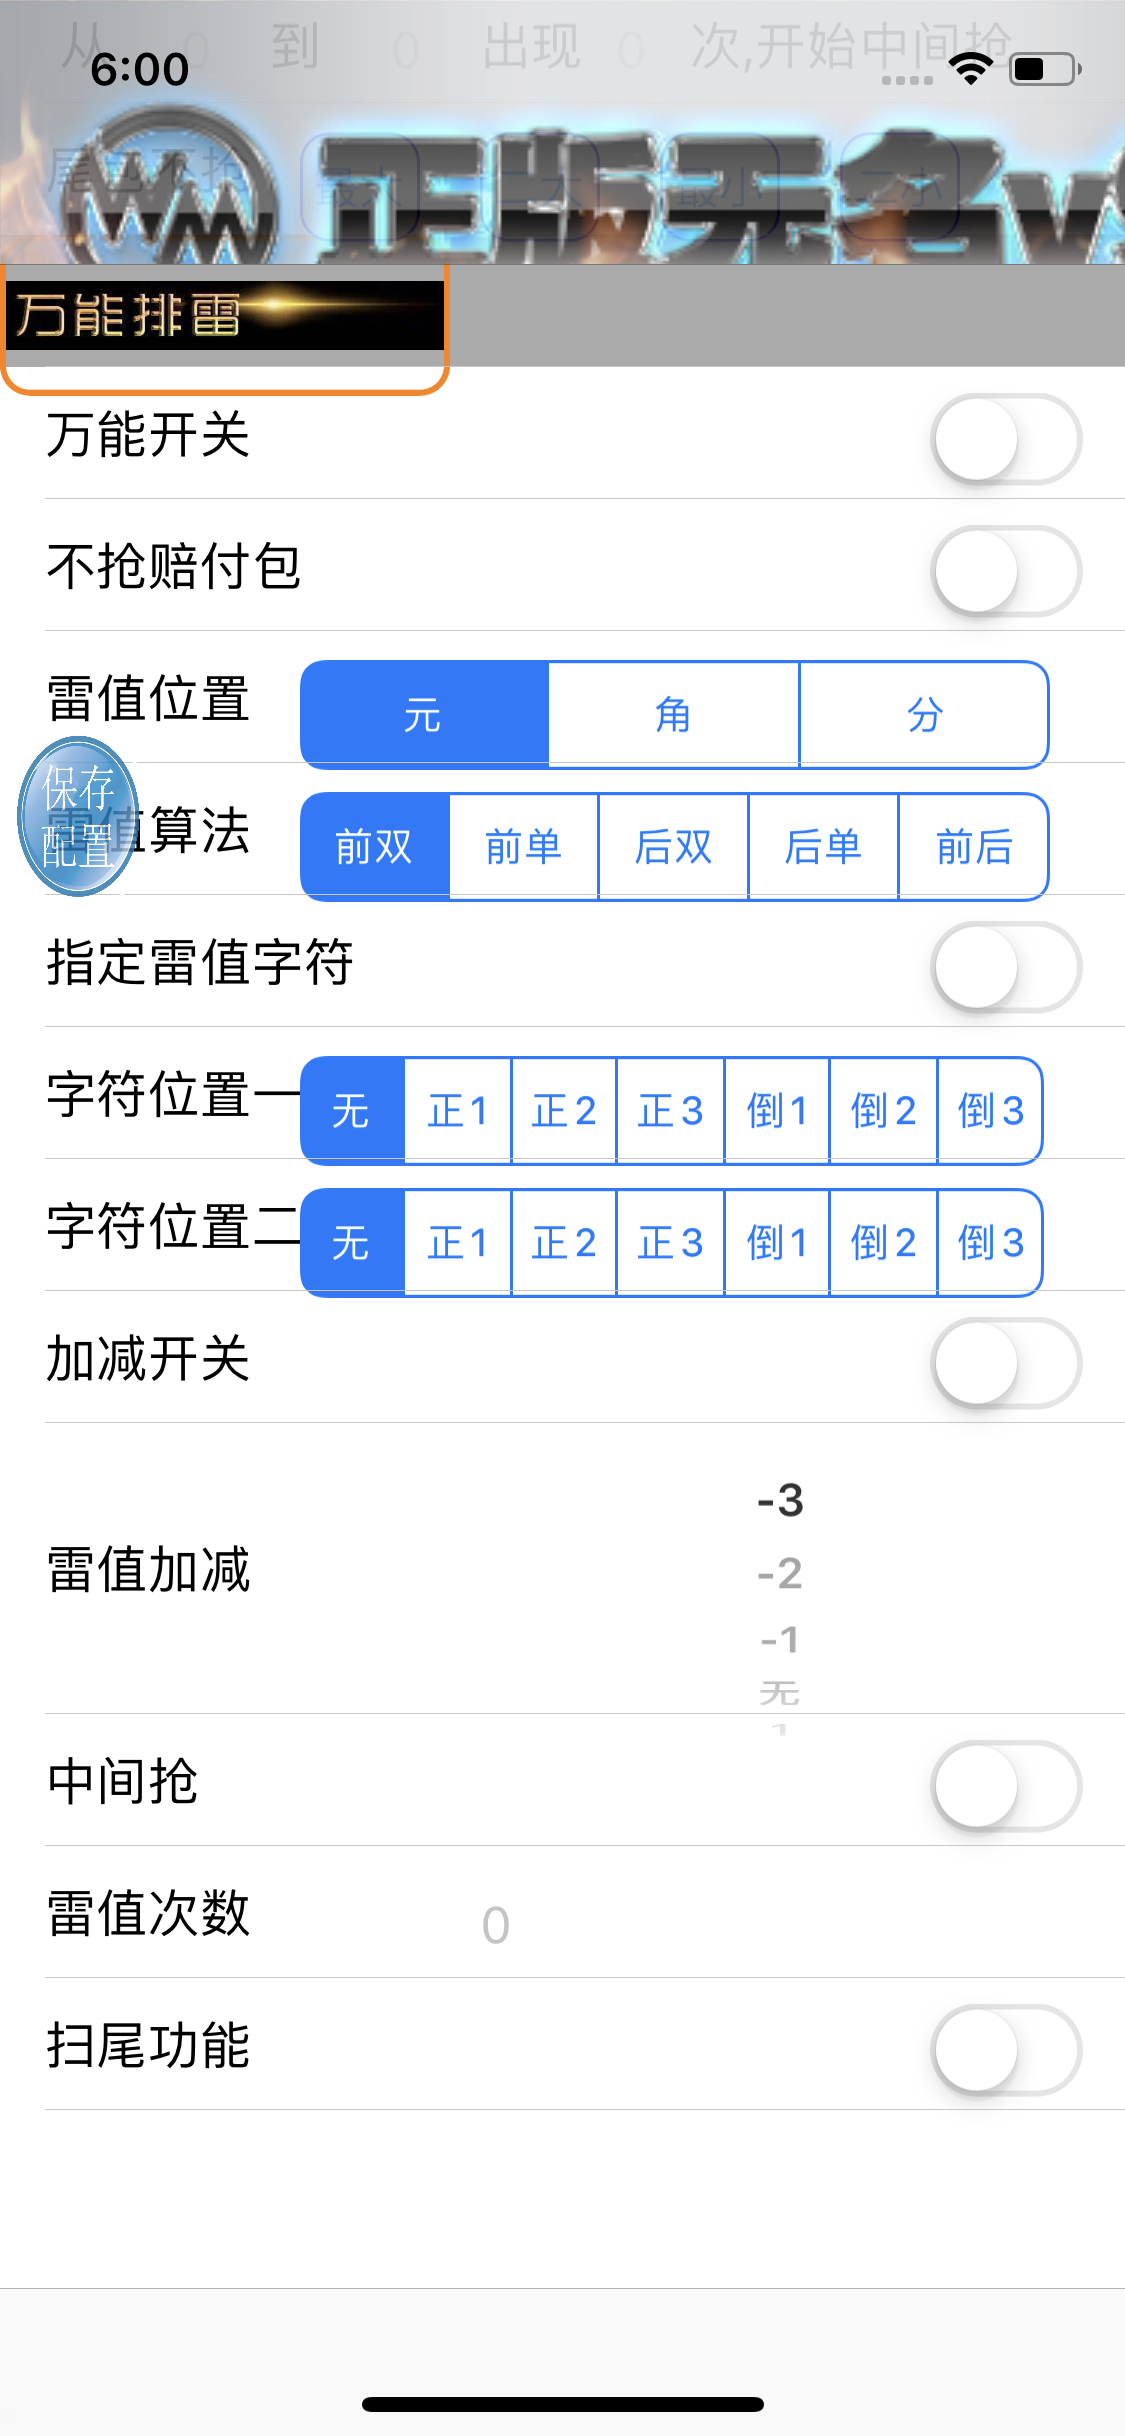 从 0 到 0 出现 0 次,开始中间抢
6:00
尾包不抢 最大 二大 最小 二小
WM 正版无名v
万能排雷
万能开关
不抢赔付包
雷值位置 元 角 分
保存
配置
雷值算法 前双 前单 后双 后单 前后
指定雷值字符
字符位置一 无 正1 正2 正3 倒1 倒2 倒3
字符位置二 无 正1 正2 正3 倒1 倒2 倒3
加减开关
-3
-2
雷值加减
-1
无
1
中间抢
雷值次数 0
扫尾功能